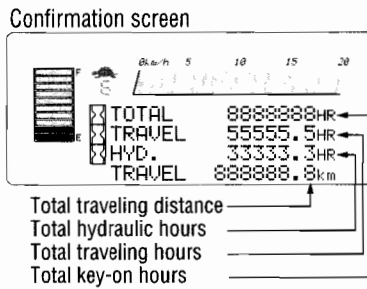 Confirmation screen
0km/h 5 10 15 20
F
E
TOTAL 8888888HR
TRAVEL 55555.5HR
HYD. 33333.3HR
TRAVEL 888888.8km
Total traveling distance
Total hydraulic hours
Total traveling hours
Total key-on hours